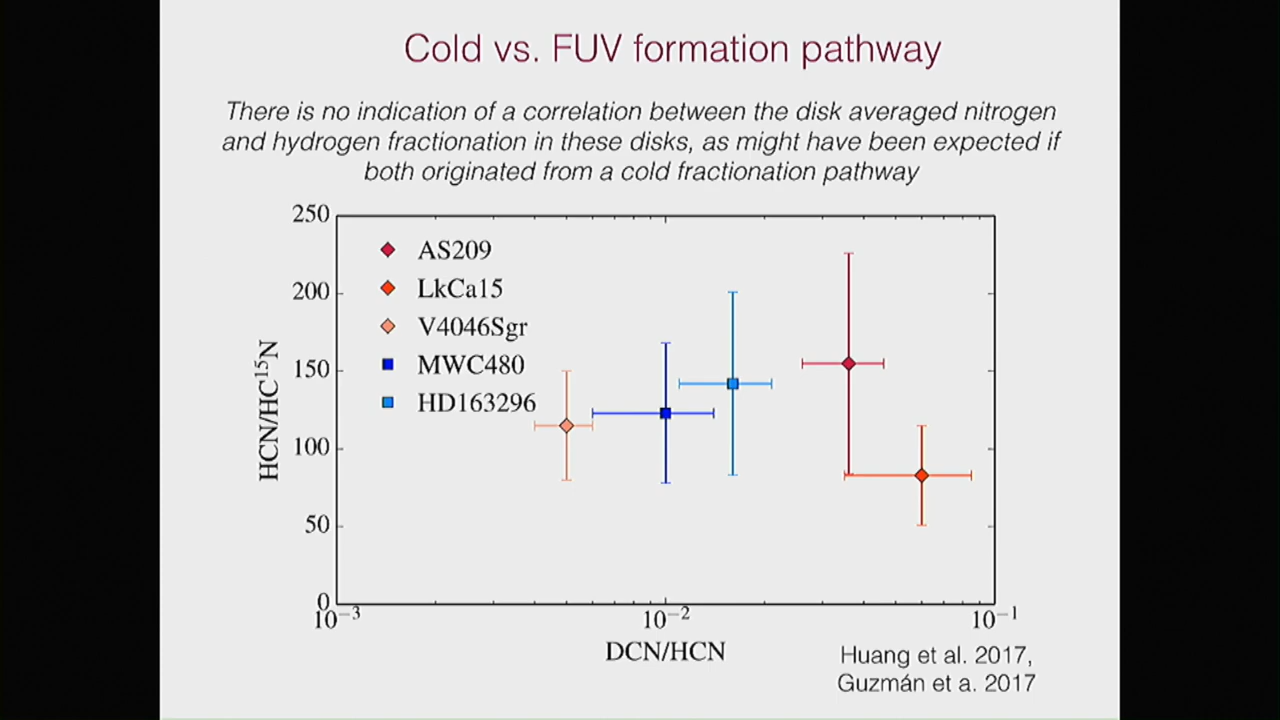 Cold vs. FUV formation pathway
There is no indication of a correlation between the disk averaged nitrogen
and hydrogen fractionation in these disks, as might have been expected if
both originated from a cold fractionation pathway
250
200
150
100
50
0
HCN/HC¹⁵N
AS209
LkCa15
V4046Sgr
MWC480
HD163296
10⁻³
10⁻²
10⁻¹
DCN/HCN
Huang et al. 2017,
Guzmán et a. 2017